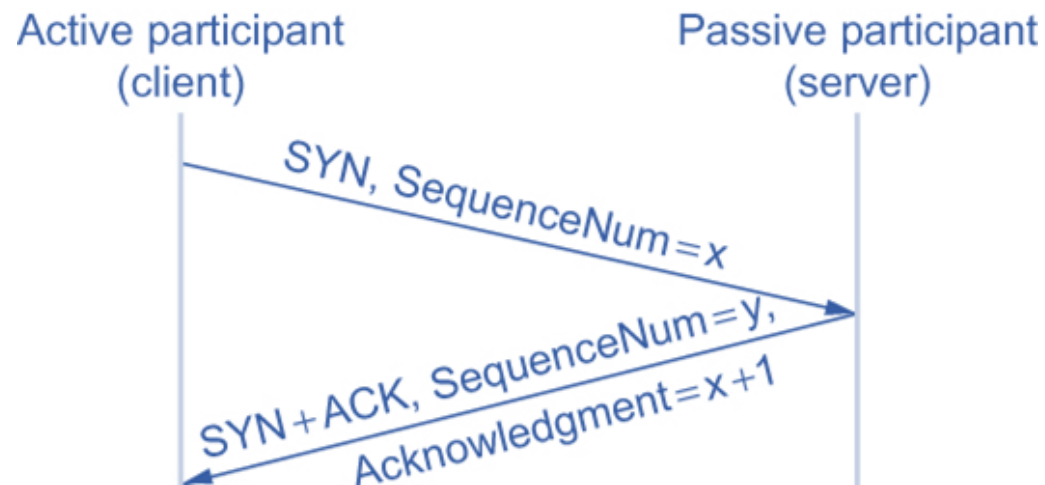 Active participant
(client)
Passive participant
(server)
SYN, SequenceNum=x
SYN+ACK, SequenceNum=y,
Acknowledgment=x+1